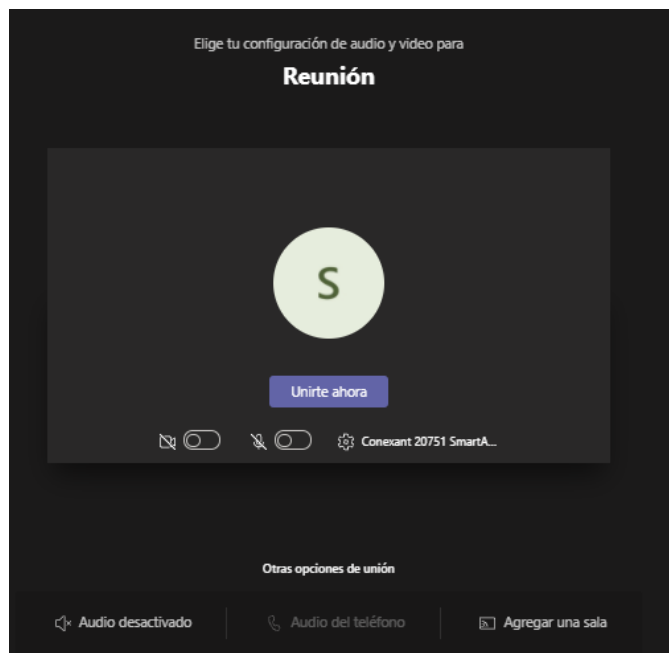 Elige tu configuración de audio y video para
Reunión
S
Unirte ahora
Conexant 20751 SmartA...
Otras opciones de unión
Audio desactivado
Audio del teléfono
Agregar una sala